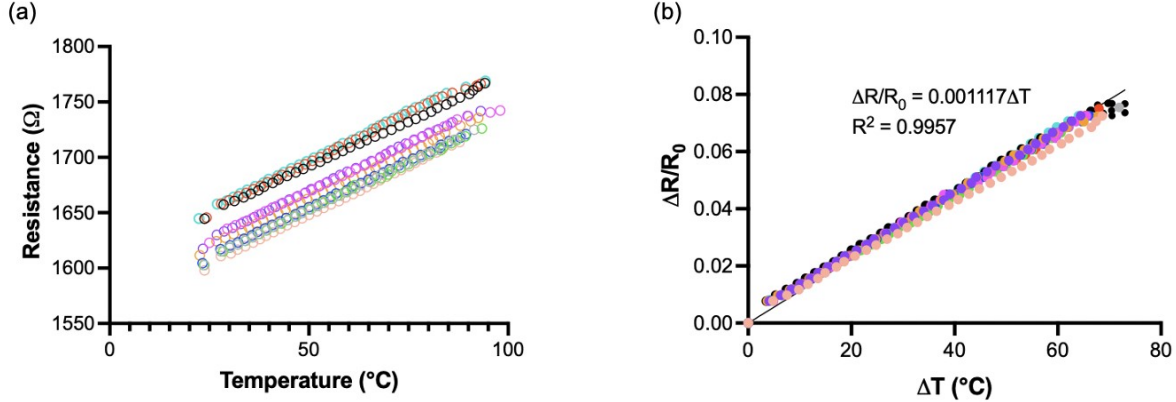 (a)
1800
1750
1700
1650
1600
1550
Resistance (Ω)
0
50
100
Temperature (°C)
(b)
0.10
0.08
0.06
0.04
0.02
0.00
ΔR/R₀
ΔR/R₀ = 0.001117ΔT
R² = 0.9957
0
20
40
60
80
ΔT (°C)